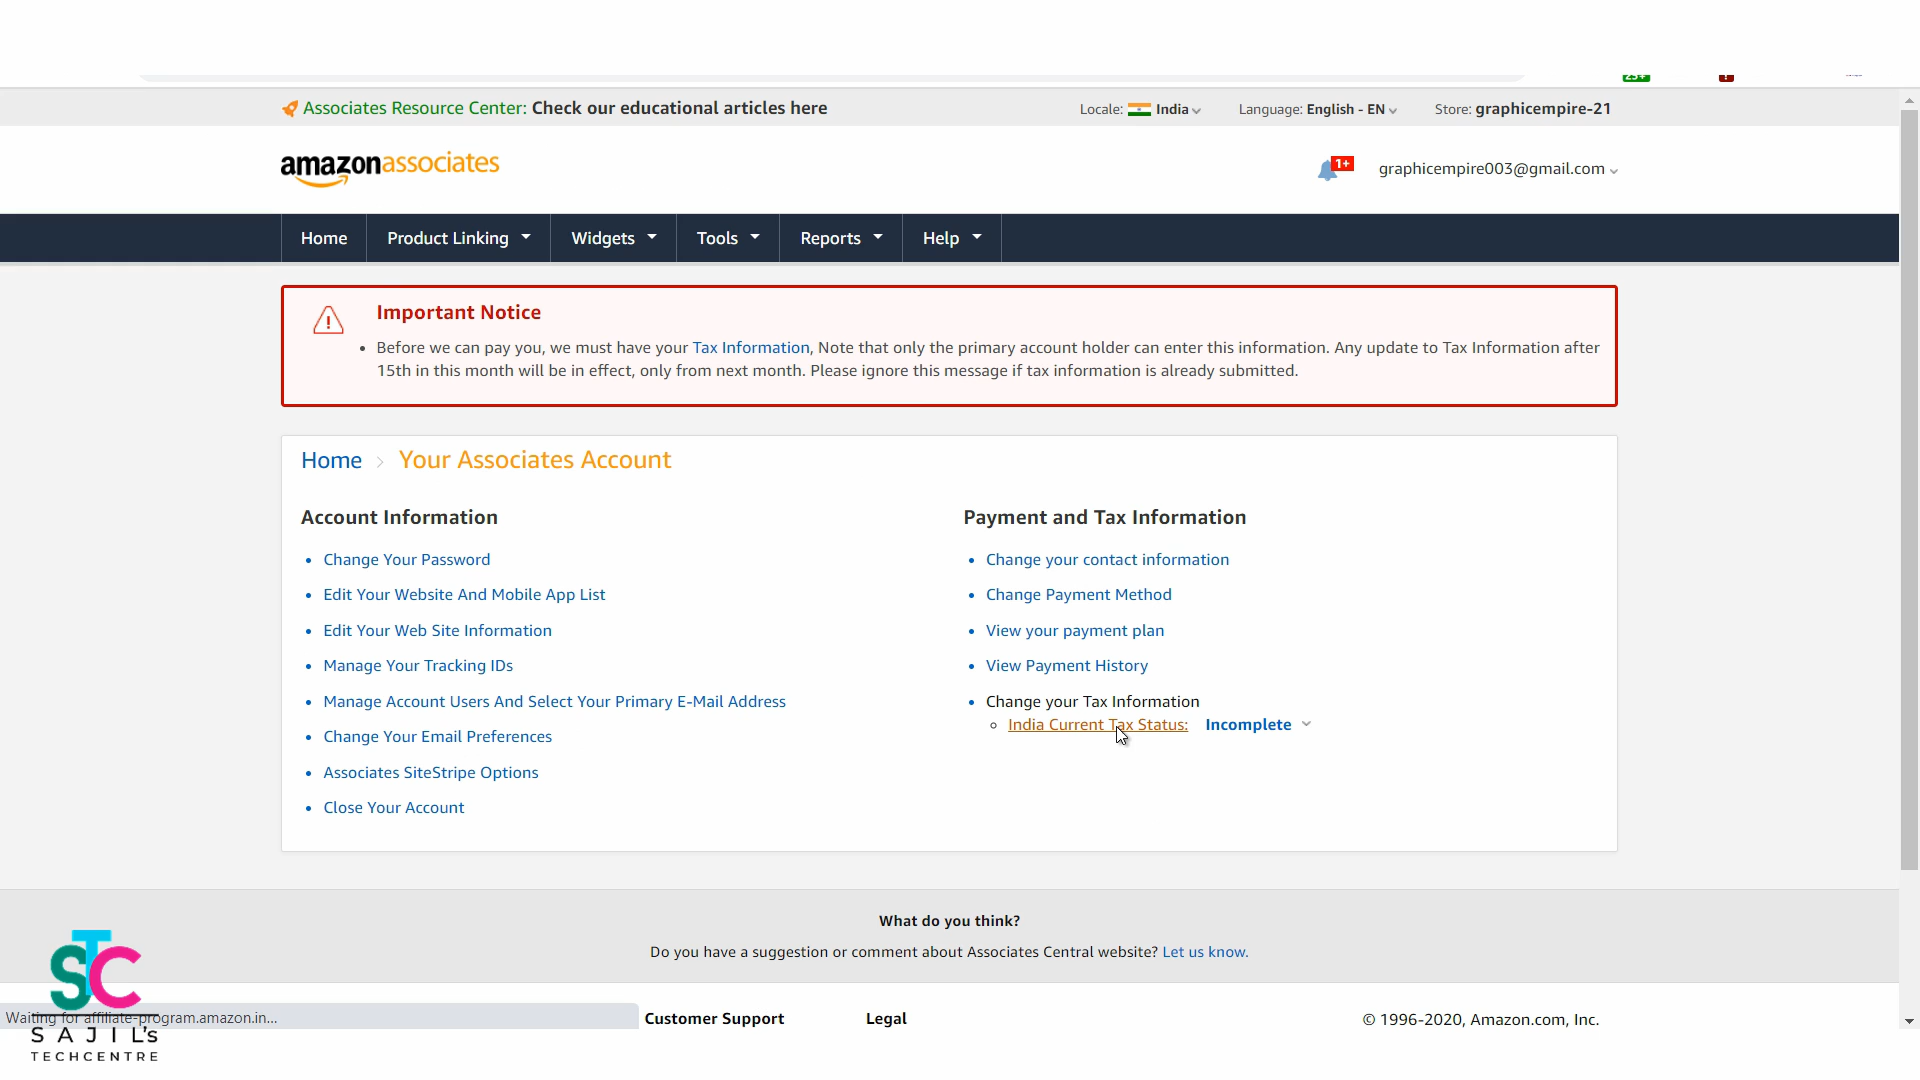 Associates Resource Center: Check our educational articles here
Locale: India
Language: English - EN
Store: graphicempire-21
amazonassociates
1+
graphicempire003@gmail.com
Home
Product Linking
Widgets
Tools
Reports
Help
Important Notice
Before we can pay you, we must have your Tax Information, Note that only the primary account holder can enter this information. Any update to Tax Information after
15th in this month will be in effect, only from next month. Please ignore this message if tax information is already submitted.
Home › Your Associates Account
Account Information
Change Your Password
Edit Your Website And Mobile App List
Edit Your Web Site Information
Manage Your Tracking IDs
Manage Account Users And Select Your Primary E-Mail Address
Change Your Email Preferences
Associates SiteStripe Options
Close Your Account
Payment and Tax Information
Change your contact information
Change Payment Method
View your payment plan
View Payment History
Change your Tax Information
India Current Tax Status: Incomplete
What do you think?
Do you have a suggestion or comment about Associates Central website? Let us know.
Waiting for affiliate-program.amazon.in...
Customer Support
Legal
© 1996-2020, Amazon.com, Inc.
STC
SAJIL's
TECHCENTRE